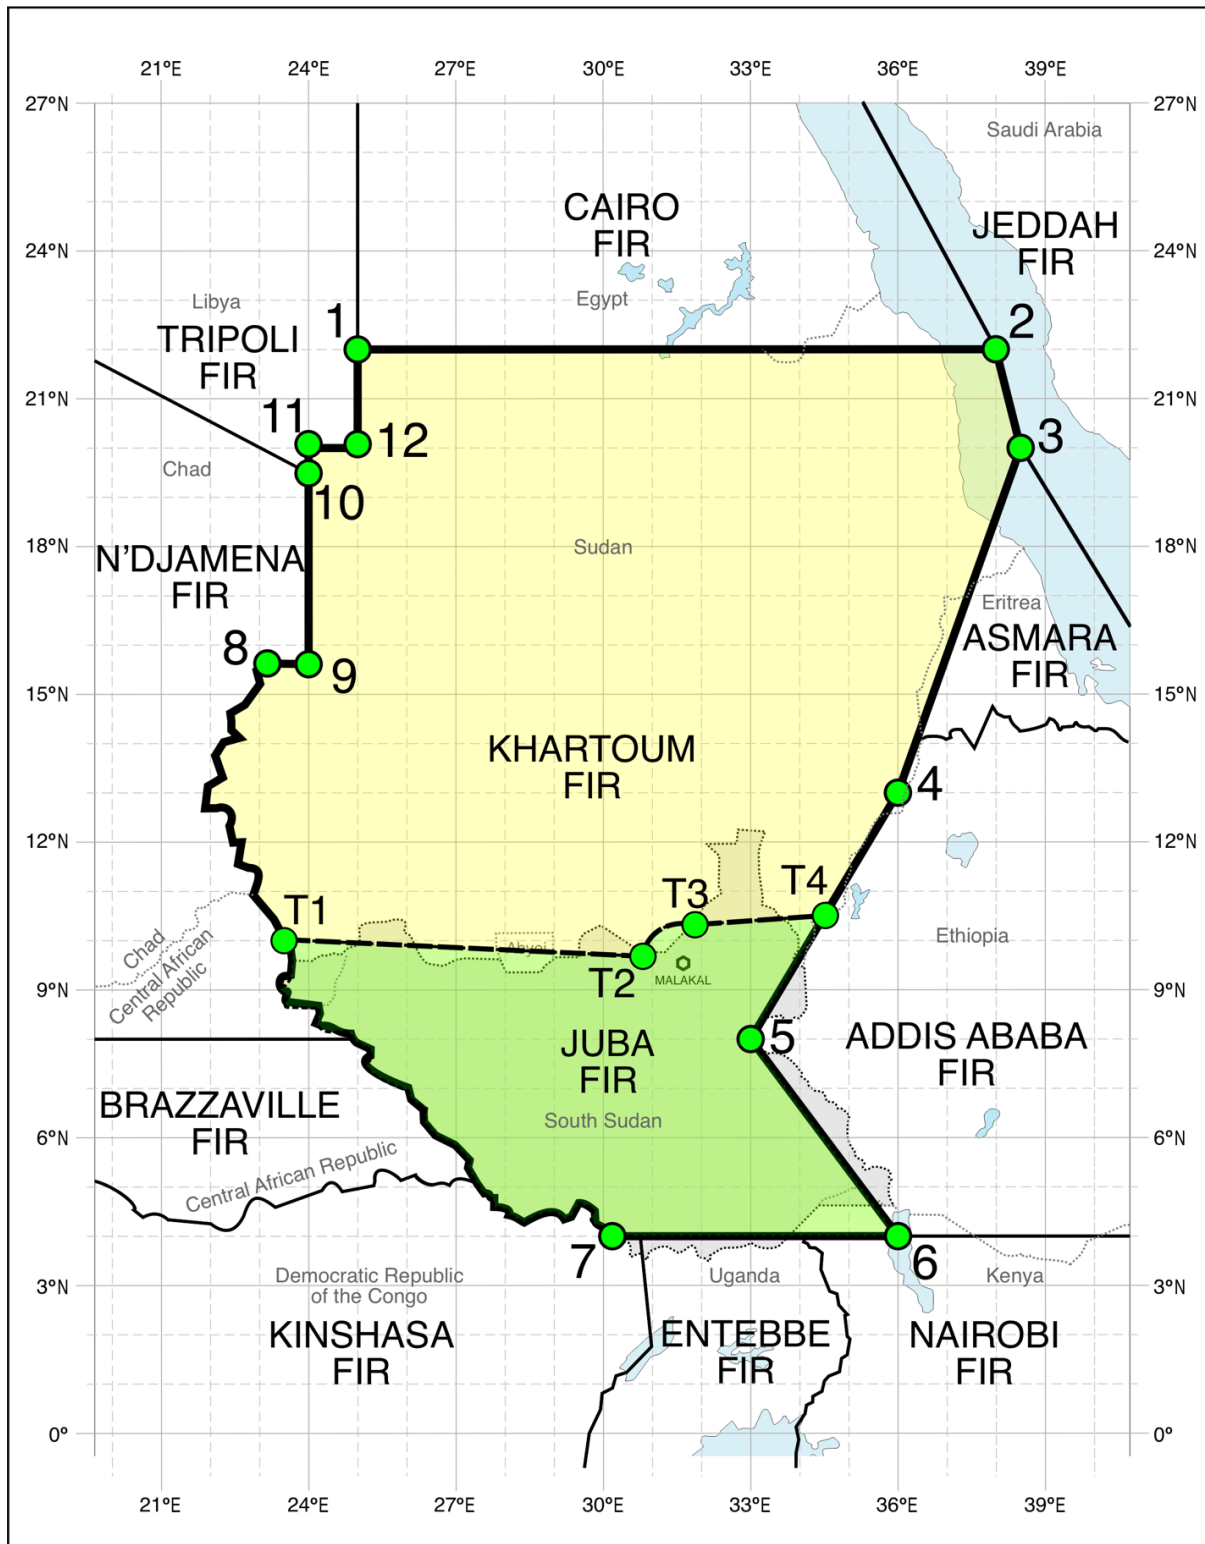 21°E 24°E 27°E 30°E 33°E 36°E 39°E
27°N 27°N
Saudi Arabia
CAIRO
FIR
JEDDAH
FIR
24°N 24°N
Libya
Egypt
TRIPOLI
FIR
1
2
21°N 21°N
11
12
3
Chad
10
18°N 18°N
Sudan
N'DJAMENA
FIR
Eritrea
ASMARA
FIR
8
9
15°N 15°N
KHARTOUM
FIR
4
12°N 12°N
T1
T3
T4
Chad
Central African
Republic
Abyei
Ethiopia
T2
MALAKAL
9°N 9°N
JUBA
FIR
5
ADDIS ABABA
FIR
BRAZZAVILLE
FIR
South Sudan
6°N 6°N
Central African Republic
7
6
Democratic Republic
of the Congo
Uganda
Kenya
3°N 3°N
KINSHASA
FIR
ENTEBBE
FIR
NAIROBI
FIR
0° 0°
21°E 24°E 27°E 30°E 33°E 36°E 39°E